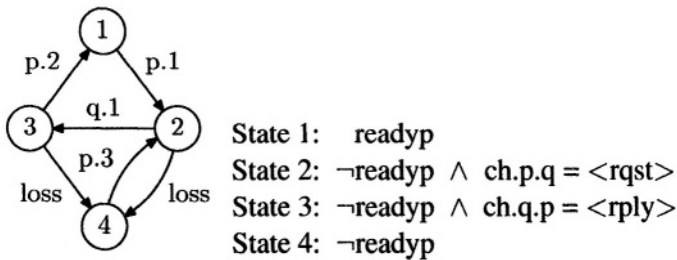 1
p.2
p.1
q.1
3
2
p.3
loss
loss
4
State 1: readyp
State 2: ¬readyp ∧ ch.p.q = <rqst>
State 3: ¬readyp ∧ ch.q.p = <rply>
State 4: ¬readyp